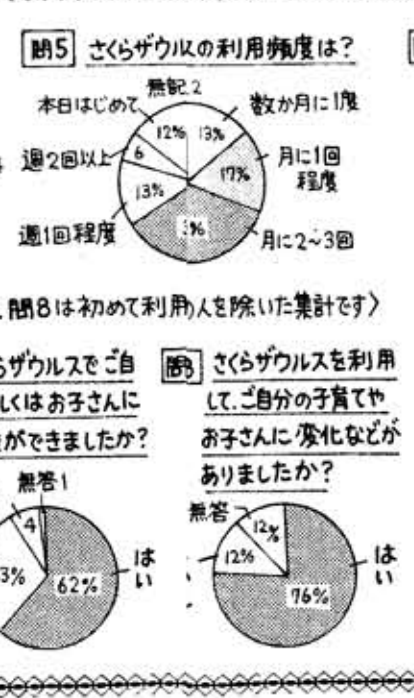 問5 さくらザウルスの利用頻度は?
無記.2
本日はじめて
数か月に1度
12%
13%
週2回以上
6
月に1回
程度
17%
13%
週1回程度
%
月に2〜3回
問8は初めて利用 人を除いた集計です〉
らザウルスでご自
しくはお子さんに
ができましたか?
無答1
4
3%
62%
はい
問8 さくらザウルスを利用
して、ご自分の子育てや
お子さんに変化などが
ありましたか?
無答
12%
12%
76%
はい